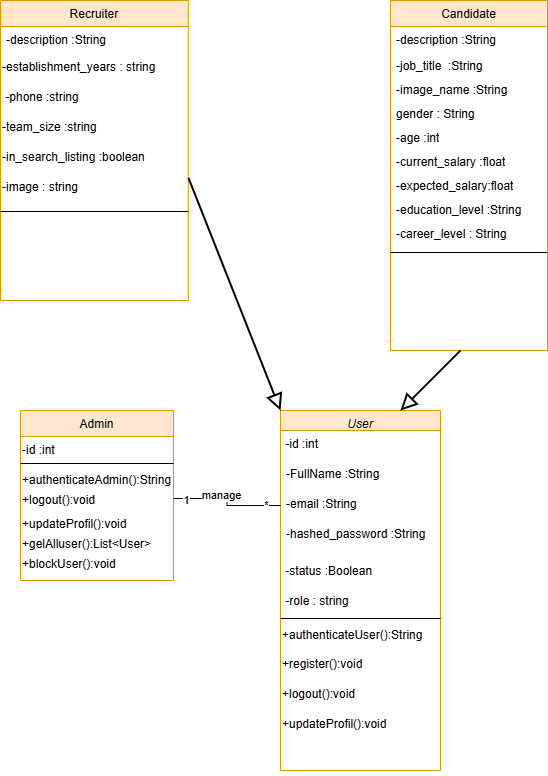 Recruiter
-description :String
-establishment_years : string
-phone :string
-team_size :string
-in_search_listing :boolean
-image : string
Candidate
-description :String
-job_title :String
-image_name :String
gender : String
-age :int
-current_salary :float
-expected_salary:float
-education_level :String
-career_level : String
Admin
-id :int
+authenticateAdmin():String
+logout():void
+updateProfil():void
+gelAlluser():List<User>
+blockUser():void
1
manage
*
User
-id :int
-FullName :String
-email :String
-hashed_password :String
-status :Boolean
-role : string
+authenticateUser():String
+register():void
+logout():void
+updateProfil():void